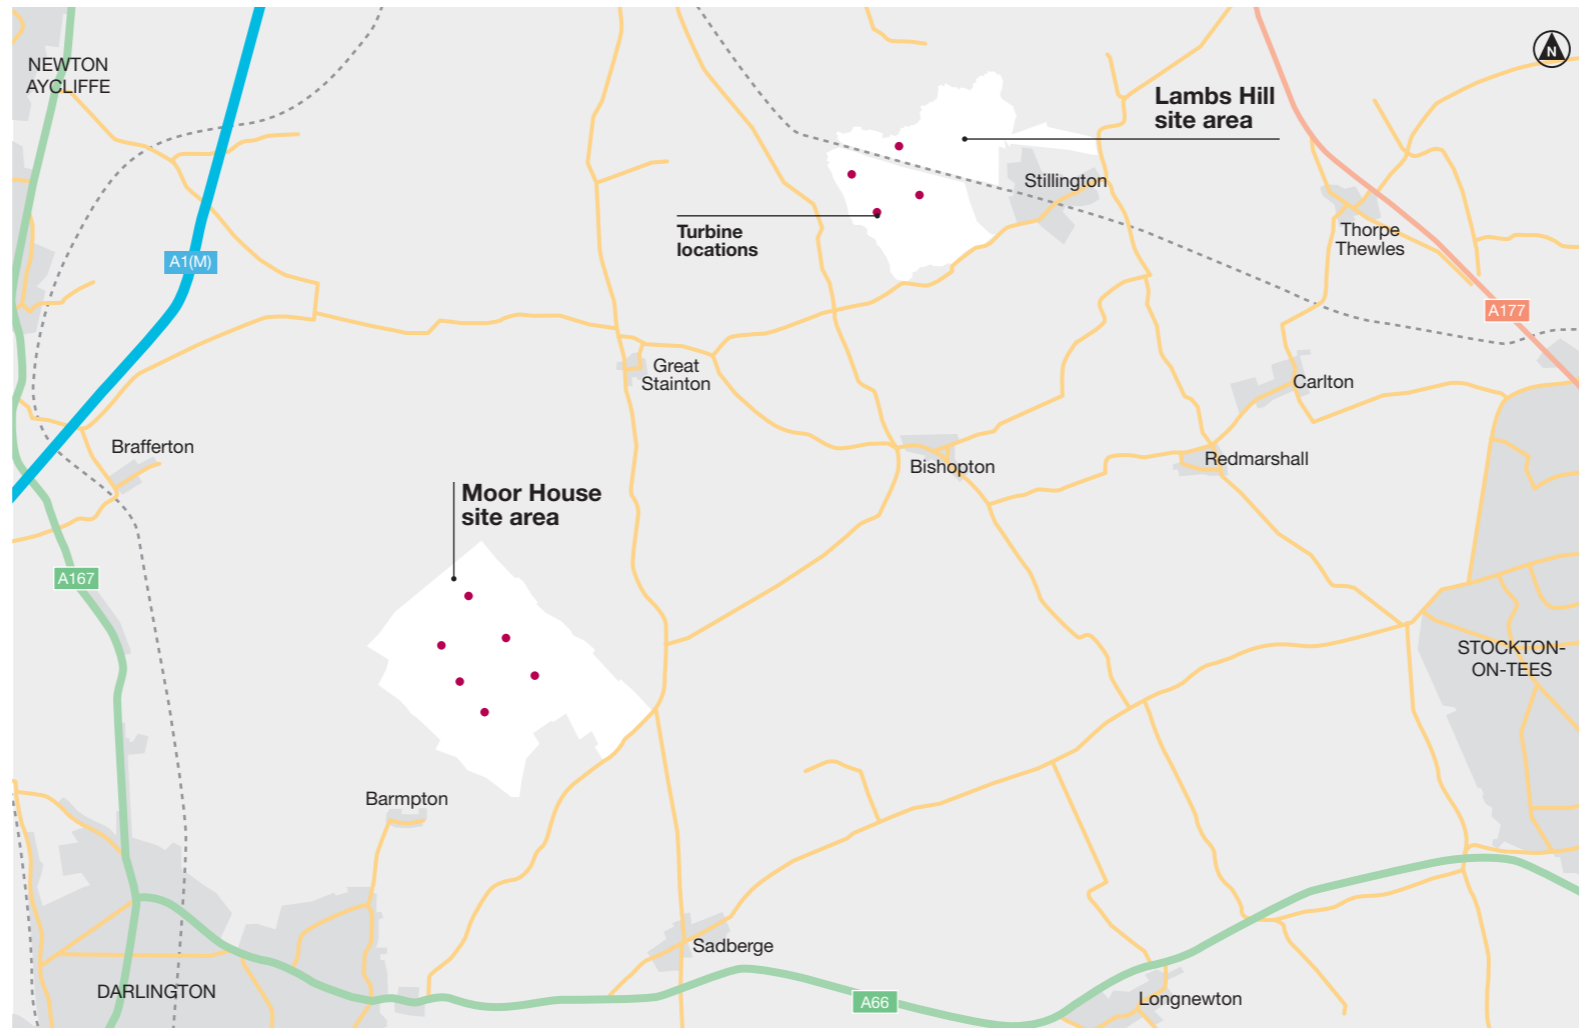 NEWTON
AYCLIFFE
N
Lambs Hill
site area
Stillington
Turbine
locations
Thorpe
Thewles
A1(M)
A177
Great
Stainton
Carlton
Brafferton
Bishopton
Redmarshall
Moor House
site area
A167
STOCKTON-
ON-TEES
Barmpton
Sadberge
DARLINGTON
A66
Longnewton